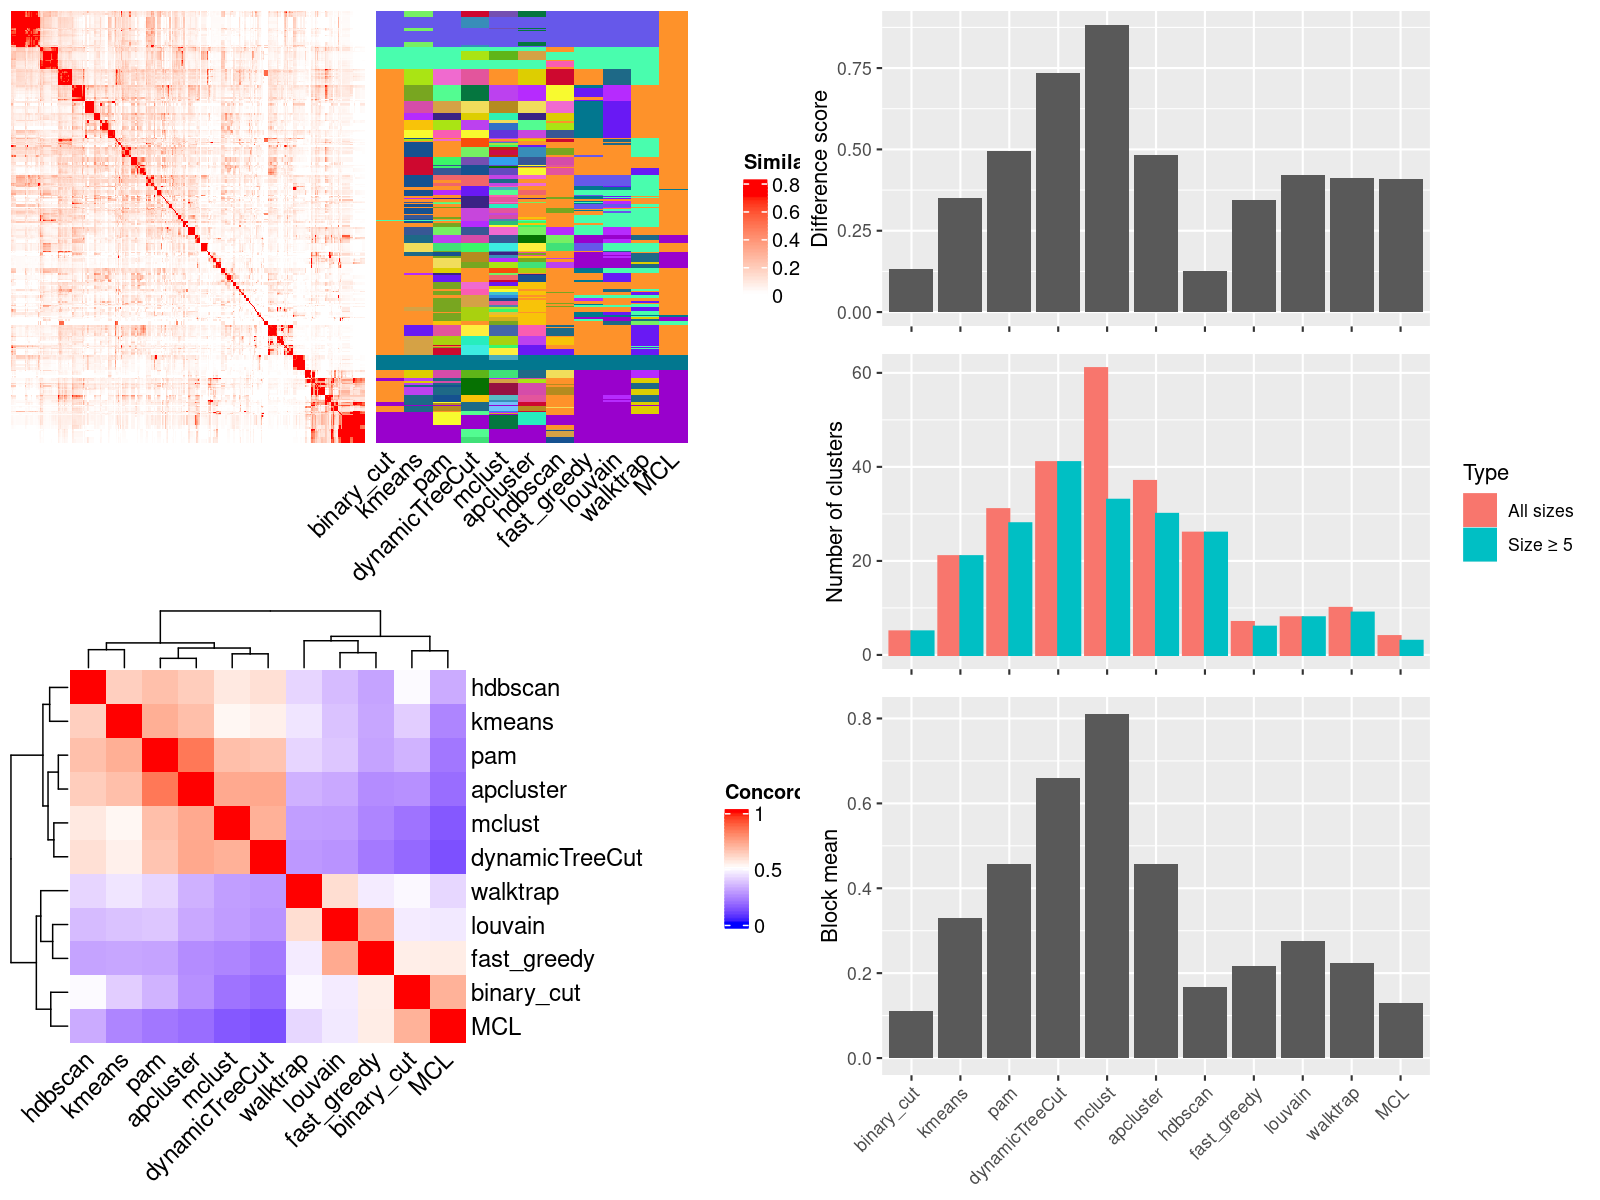 Simila
0.8
0.6
0.4
0.2
0
binary_cut
kmeans
pam
dynamicTreeCut
mclust
apcluster
hdbscan
fast_greedy
louvain
walktrap
MCL
Difference score
0.75
0.50
0.25
0.00
Number of clusters
60
40
20
0
Type
All sizes
Size ≥ 5
hdbscan
kmeans
pam
apcluster
mclust
dynamicTreeCut
walktrap
louvain
fast_greedy
binary_cut
MCL
hdbscan
kmeans
pam
apcluster
mclust
dynamicTreeCut
walktrap
louvain
fast_greedy
binary_cut
MCL
Concord
1
0.5
0
Block mean
0.8
0.6
0.4
0.2
0.0
binary_cut
kmeans
pam
dynamicTreeCut
mclust
apcluster
hdbscan
fast_greedy
louvain
walktrap
MCL